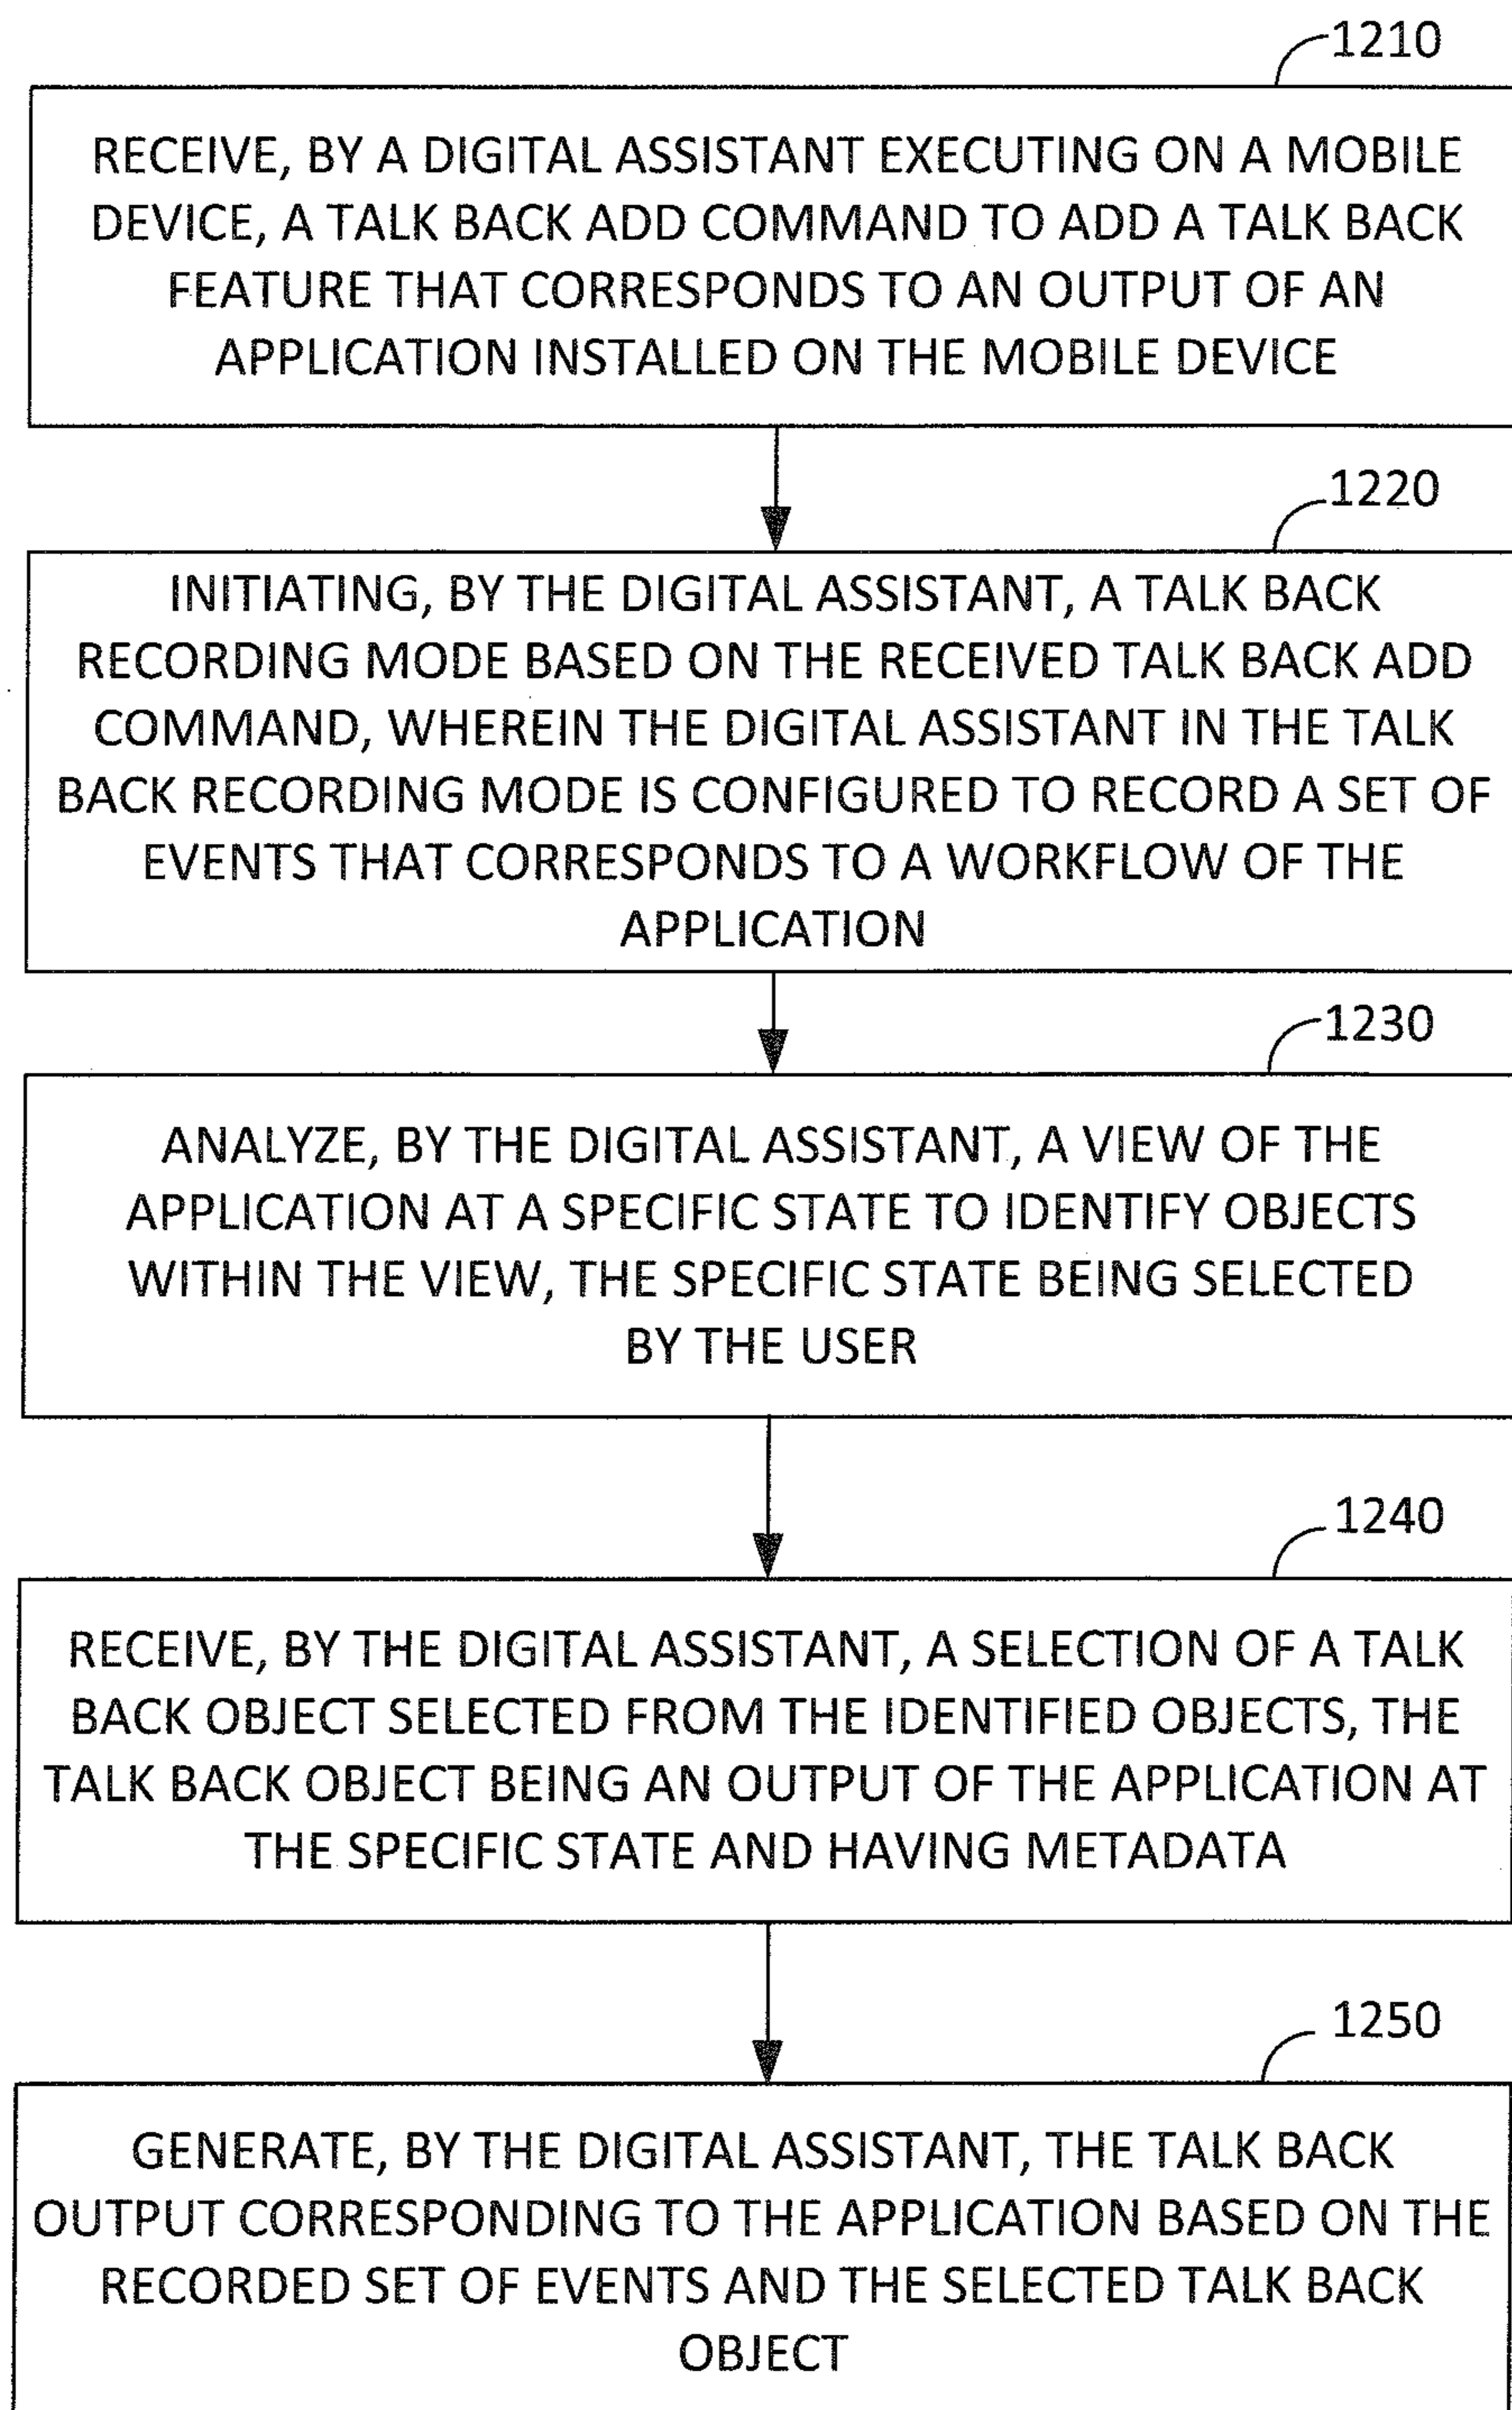 1210
RECEIVE, BY A DIGITAL ASSISTANT EXECUTING ON A MOBILE
DEVICE, A TALK BACK ADD COMMAND TO ADD A TALK BACK
FEATURE THAT CORRESPONDS TO AN OUTPUT OF AN
APPLICATION INSTALLED ON THE MOBILE DEVICE
1220
INITIATING, BY THE DIGITAL ASSISTANT, A TALK BACK
RECORDING MODE BASED ON THE RECEIVED TALK BACK ADD
COMMAND, WHEREIN THE DIGITAL ASSISTANT IN THE TALK
BACK RECORDING MODE IS CONFIGURED TO RECORD A SET OF
EVENTS THAT CORRESPONDS TO A WORKFLOW OF THE
APPLICATION
1230
ANALYZE, BY THE DIGITAL ASSISTANT, A VIEW OF THE
APPLICATION AT A SPECIFIC STATE TO IDENTIFY OBJECTS
WITHIN THE VIEW, THE SPECIFIC STATE BEING SELECTED
BY THE USER
1240
RECEIVE, BY THE DIGITAL ASSISTANT, A SELECTION OF A TALK
BACK OBJECT SELECTED FROM THE IDENTIFIED OBJECTS, THE
TALK BACK OBJECT BEING AN OUTPUT OF THE APPLICATION AT
THE SPECIFIC STATE AND HAVING METADATA
1250
GENERATE, BY THE DIGITAL ASSISTANT, THE TALK BACK
OUTPUT CORRESPONDING TO THE APPLICATION BASED ON THE
RECORDED SET OF EVENTS AND THE SELECTED TALK BACK
OBJECT